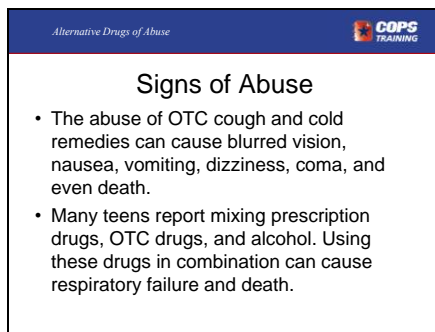 Alternative Drugs of Abuse
COPS
TRAINING
Signs of Abuse
• The abuse of OTC cough and cold
remedies can cause blurred vision,
nausea, vomiting, dizziness, coma, and
even death.
• Many teens report mixing prescription
drugs, OTC drugs, and alcohol. Using
these drugs in combination can cause
respiratory failure and death.